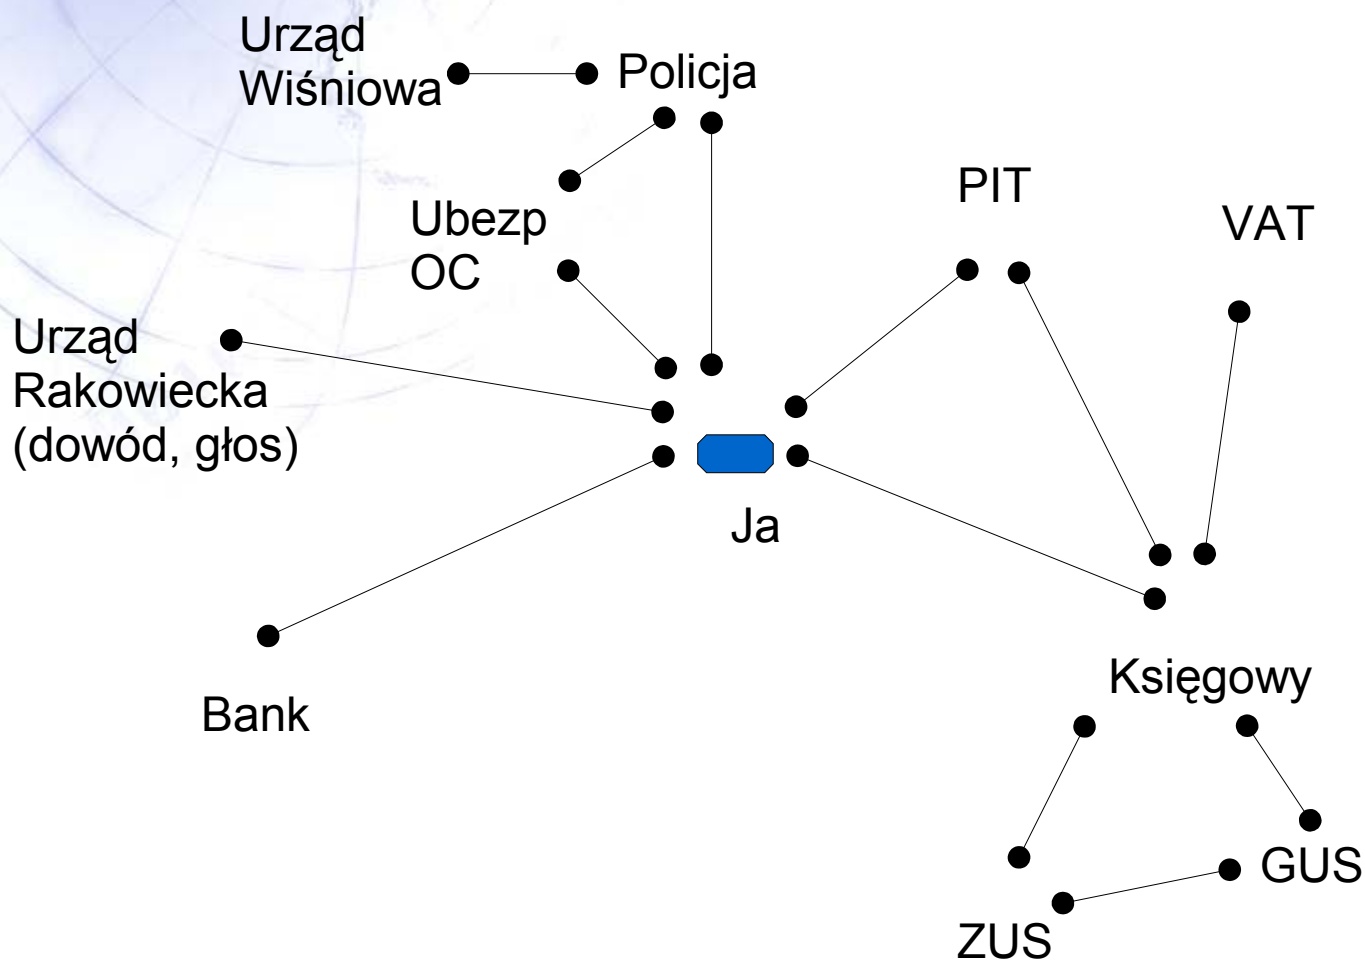 Urząd
Wiśniowa
Policja
Ubezp
OC
PIT
VAT
Urząd
Rakowiecka
(dowód, głos)
Ja
Bank
Księgowy
GUS
ZUS